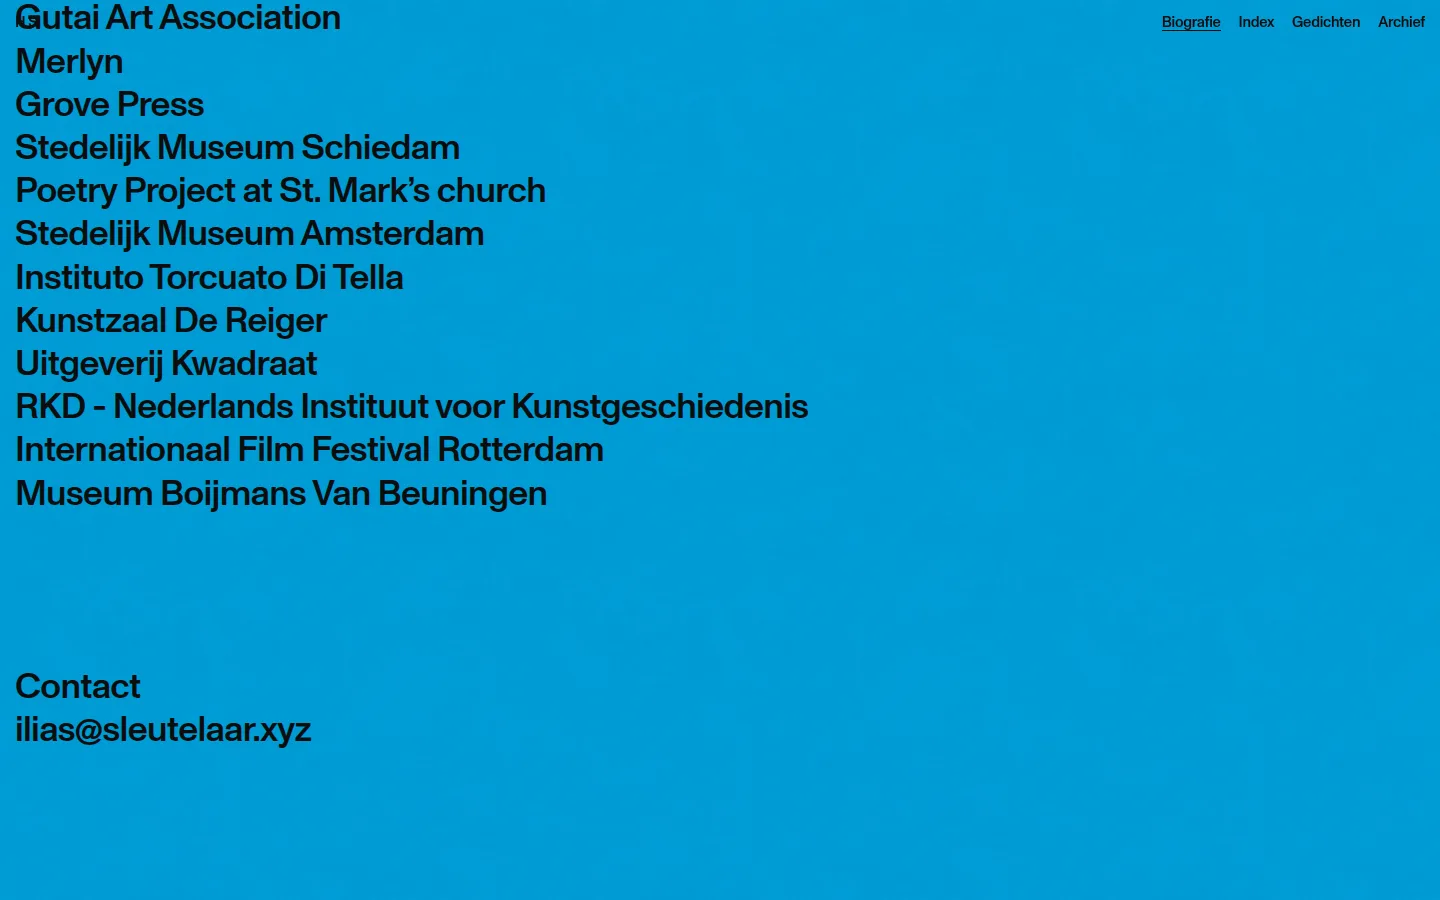 Gutai Art Association
Biografie Index Gedichten Archief
Merlyn
Grove Press
Stedelijk Museum Schiedam
Poetry Project at St. Mark’s church
Stedelijk Museum Amsterdam
Instituto Torcuato Di Tella
Kunstzaal De Reiger
Uitgeverij Kwadraat
RKD - Nederlands Instituut voor Kunstgeschiedenis
Internationaal Film Festival Rotterdam
Museum Boijmans Van Beuningen
Contact
ilias@sleutelaar.xyz